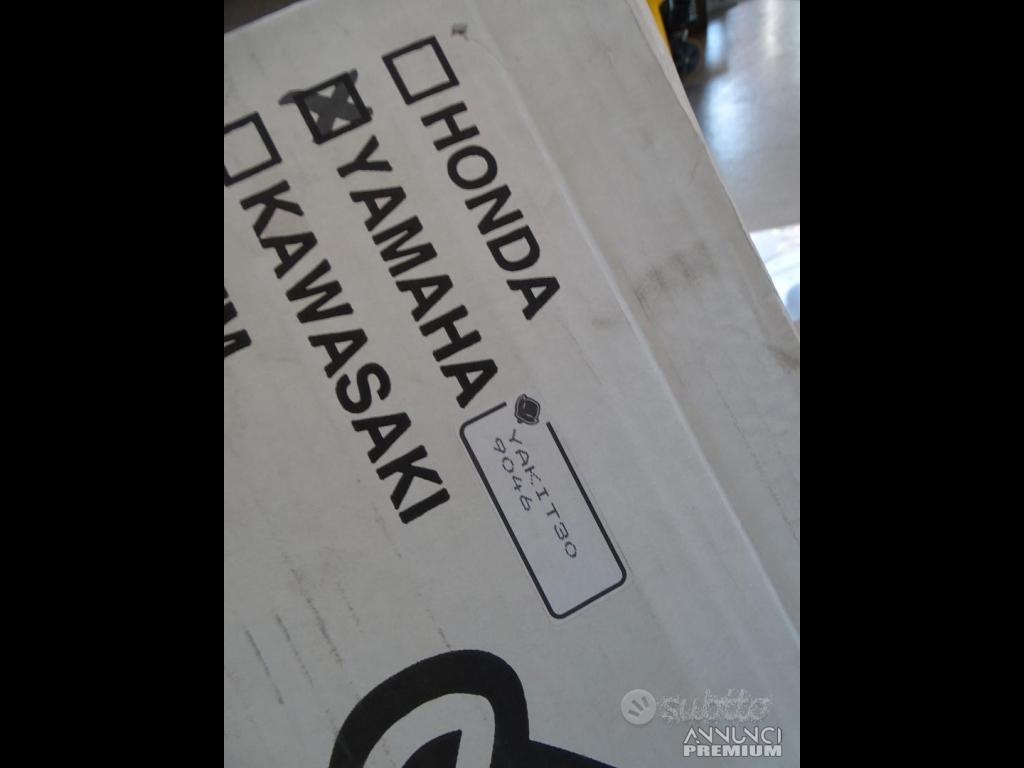 HONDA
YAMAHA
KAWASAKI
YAKIT30
9046
subito
ANNUNCI
PREMIUM